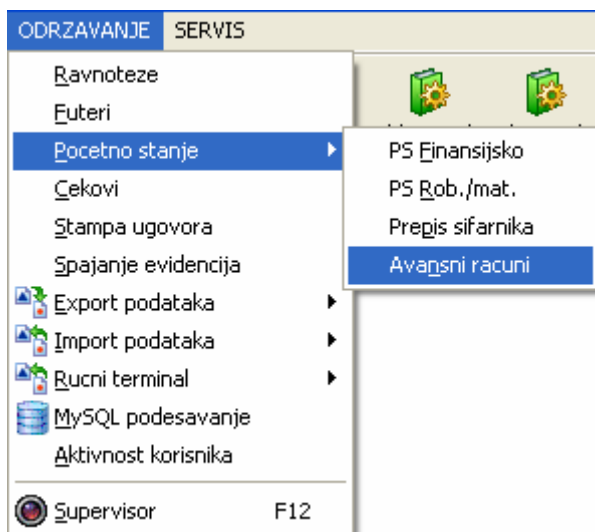 ODRZAVANJE SERVIS
Ravnoteze
Futeri
Pocetno stanje
Cekovi
Stampa ugovora
Spajanje evidencija
Export podataka
Import podataka
Rucni terminal
MySQL podesavanje
Aktivnost korisnika
Supervisor F12
PS Finansijsko
PS Rob./mat.
Prepis sifarnika
Avansni racuni